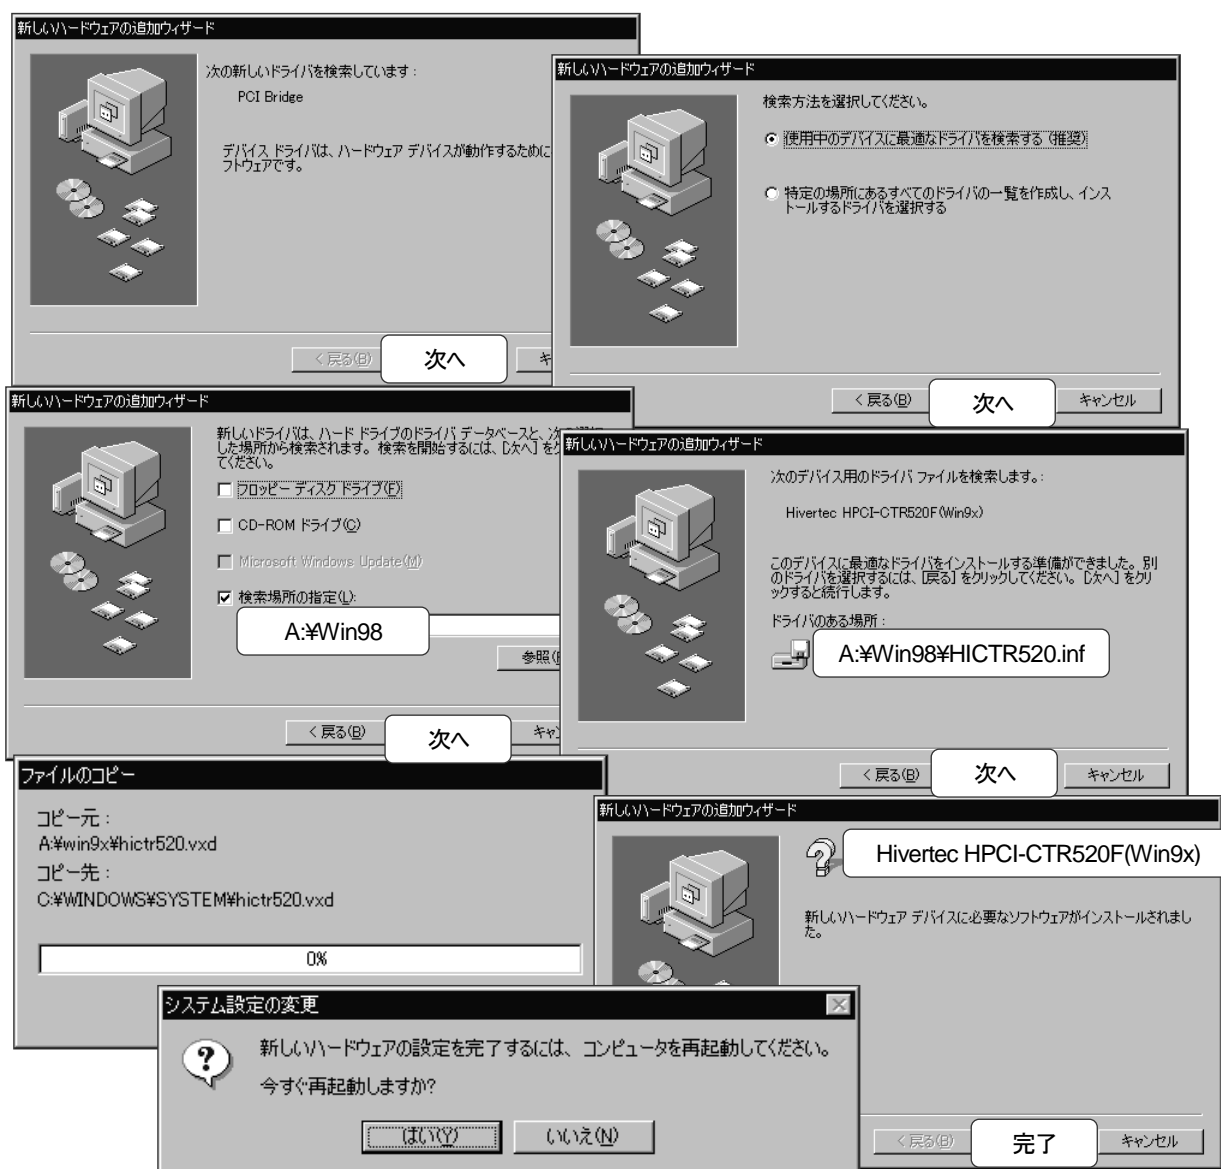 新しいハードウェアの追加ウィザード
次の新しいドライバを検索しています:
PCI Bridge
デバイス ドライバは、ハードウェア デバイスが動作するために
フトウェアです。
< 戻る(B)
次へ
キ
新しいハードウェアの追加ウィザード
検索方法を選択してください。
使用中のデバイスに最適なドライバを検索する (推奨)
特定の場所にあるすべてのドライバの一覧を作成し、インス
トールするドライバを選択する
< 戻る(B)
次へ
キャンセル
新しいハードウェアの追加ウィザード
新しいドライバは、ハード ドライブのドライバ データベースと、次の選択
した場所から検索されます。検索を開始するには、[次へ] をク
てください。
フロッピー ディスク ドライブ(F)
CD-ROM ドライブ(C)
Microsoft Windows Update(M)
検索場所の指定(L):
A:¥Win98
参照(
< 戻る(B)
次へ
キャ
新しいハードウェアの追加ウィザード
次のデバイス用のドライバ ファイルを検索します。:
Hivertec HPCI-CTR520F(Win9x)
このデバイスに最適なドライバをインストールする準備ができました。別
のドライバを選択するには、[戻る] をクリックしてください。[次へ] をクリ
ックすると続行します。
ドライバのある場所:
A:¥Win98¥HICTR520.inf
< 戻る(B)
次へ
キャンセル
ファイルのコピー
コピー元:
A:¥win9x¥hictr520.vxd
コピー先:
C:¥WINDOWS¥SYSTEM¥hictr520.vxd
0%
新しいハードウェアの追加ウィザード
Hivertec HPCI-CTR520F(Win9x)
新しいハードウェア デバイスに必要なソフトウェアがインストールされまし
た。
< 戻る(B)
完了
キャンセル
システム設定の変更
新しいハードウェアの設定を完了するには、コンピュータを再起動してください。
今すぐ再起動しますか?
はい(Y)
いいえ(N)